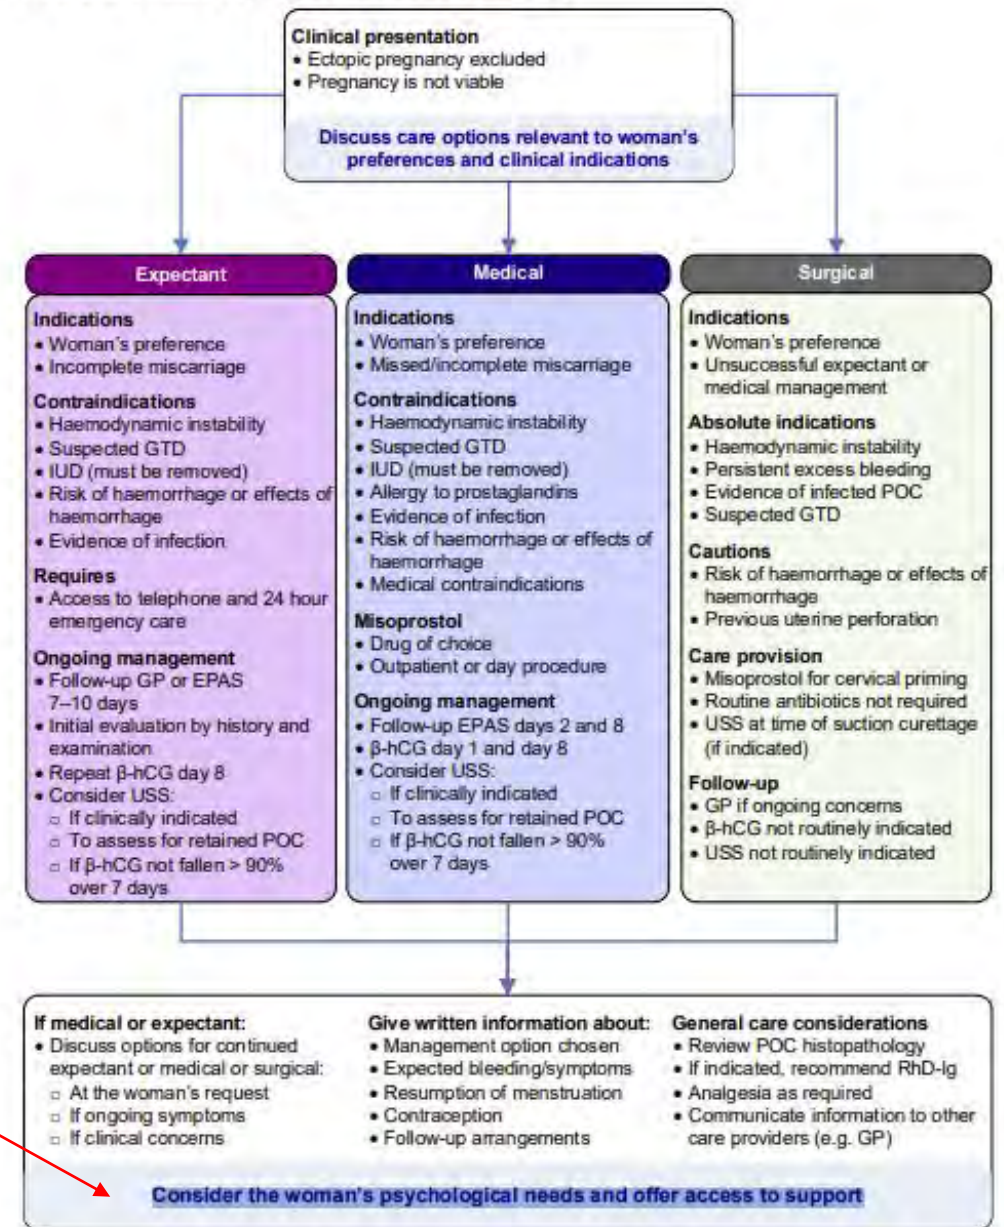 Clinical presentation
• Ectopic pregnancy excluded
• Pregnancy is not viable
Discuss care options relevant to woman's
preferences and clinical indications
Expectant
Indications
• Woman's preference
• Incomplete miscarriage
Contraindications
• Haemodynamic instability
• Suspected GTD
• IUD (must be removed)
• Risk of haemorrhage or effects of
haemorrhage
• Evidence of infection
Requires
• Access to telephone and 24 hour
emergency care
Ongoing management
• Follow-up GP or EPAS
7–10 days
• Initial evaluation by history and
examination
• Repeat β-hCG day 8
• Consider USS:
□ If clinically indicated
□ To assess for retained POC
□ If β-hCG not fallen > 90%
over 7 days
Medical
Indications
• Woman's preference
• Missed/incomplete miscarriage
Contraindications
• Haemodynamic instability
• Suspected GTD
• IUD (must be removed)
• Allergy to prostaglandins
• Evidence of infection
• Risk of haemorrhage or effects of
haemorrhage
• Medical contraindications
Misoprostol
• Drug of choice
• Outpatient or day procedure
Ongoing management
• Follow-up EPAS days 2 and 8
• β-hCG day 1 and day 8
• Consider USS:
□ If clinically indicated
□ To assess for retained POC
□ If β-hCG not fallen > 90%
over 7 days
Surgical
Indications
• Woman's preference
• Unsuccessful expectant or
medical management
Absolute indications
• Haemodynamic instability
• Persistent excess bleeding
• Evidence of infected POC
• Suspected GTD
Cautions
• Risk of haemorrhage or effects of
haemorrhage
• Previous uterine perforation
Care provision
• Misoprostol for cervical priming
• Routine antibiotics not required
• USS at time of suction curettage
(if indicated)
Follow-up
• GP if ongoing concerns
• β-hCG not routinely indicated
• USS not routinely indicated
If medical or expectant:
• Discuss options for continued
expectant or medical or surgical:
□ At the woman's request
□ If ongoing symptoms
□ If clinical concerns
Give written information about:
• Management option chosen
• Expected bleeding/symptoms
• Resumption of menstruation
• Contraception
• Follow-up arrangements
General care considerations
• Review POC histopathology
• If indicated, recommend RhD-Ig
• Analgesia as required
• Communicate information to other
care providers (e.g. GP)
Consider the woman's psychological needs and offer access to support